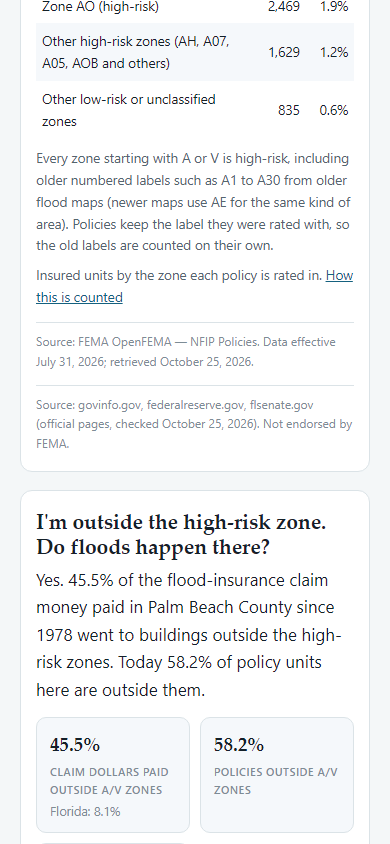 Zone AO (high-risk) 2,469 1.9%
Other high-risk zones (AH, A07,
A05, AOB and others) 1,629 1.2%
Other low-risk or unclassified
zones 835 0.6%
Every zone starting with A or V is high-risk, including
older numbered labels such as A1 to A30 from older
flood maps (newer maps use AE for the same kind of
area). Policies keep the label they were rated with, so
the old labels are counted on their own.
Insured units by the zone each policy is rated in. How
this is counted
Source: FEMA OpenFEMA — NFIP Policies. Data effective
July 31, 2026; retrieved October 25, 2026.
Source: govinfo.gov, federalreserve.gov, flsenate.gov
(official pages, checked October 25, 2026). Not endorsed by
FEMA.
I'm outside the high-risk zone.
Do floods happen there?
Yes. 45.5% of the flood-insurance claim
money paid in Palm Beach County since
1978 went to buildings outside the high-
risk zones. Today 58.2% of policy units
here are outside them.
45.5%
CLAIM DOLLARS PAID
OUTSIDE A/V ZONES
Florida: 8.1%
58.2%
POLICIES OUTSIDE A/V
ZONES